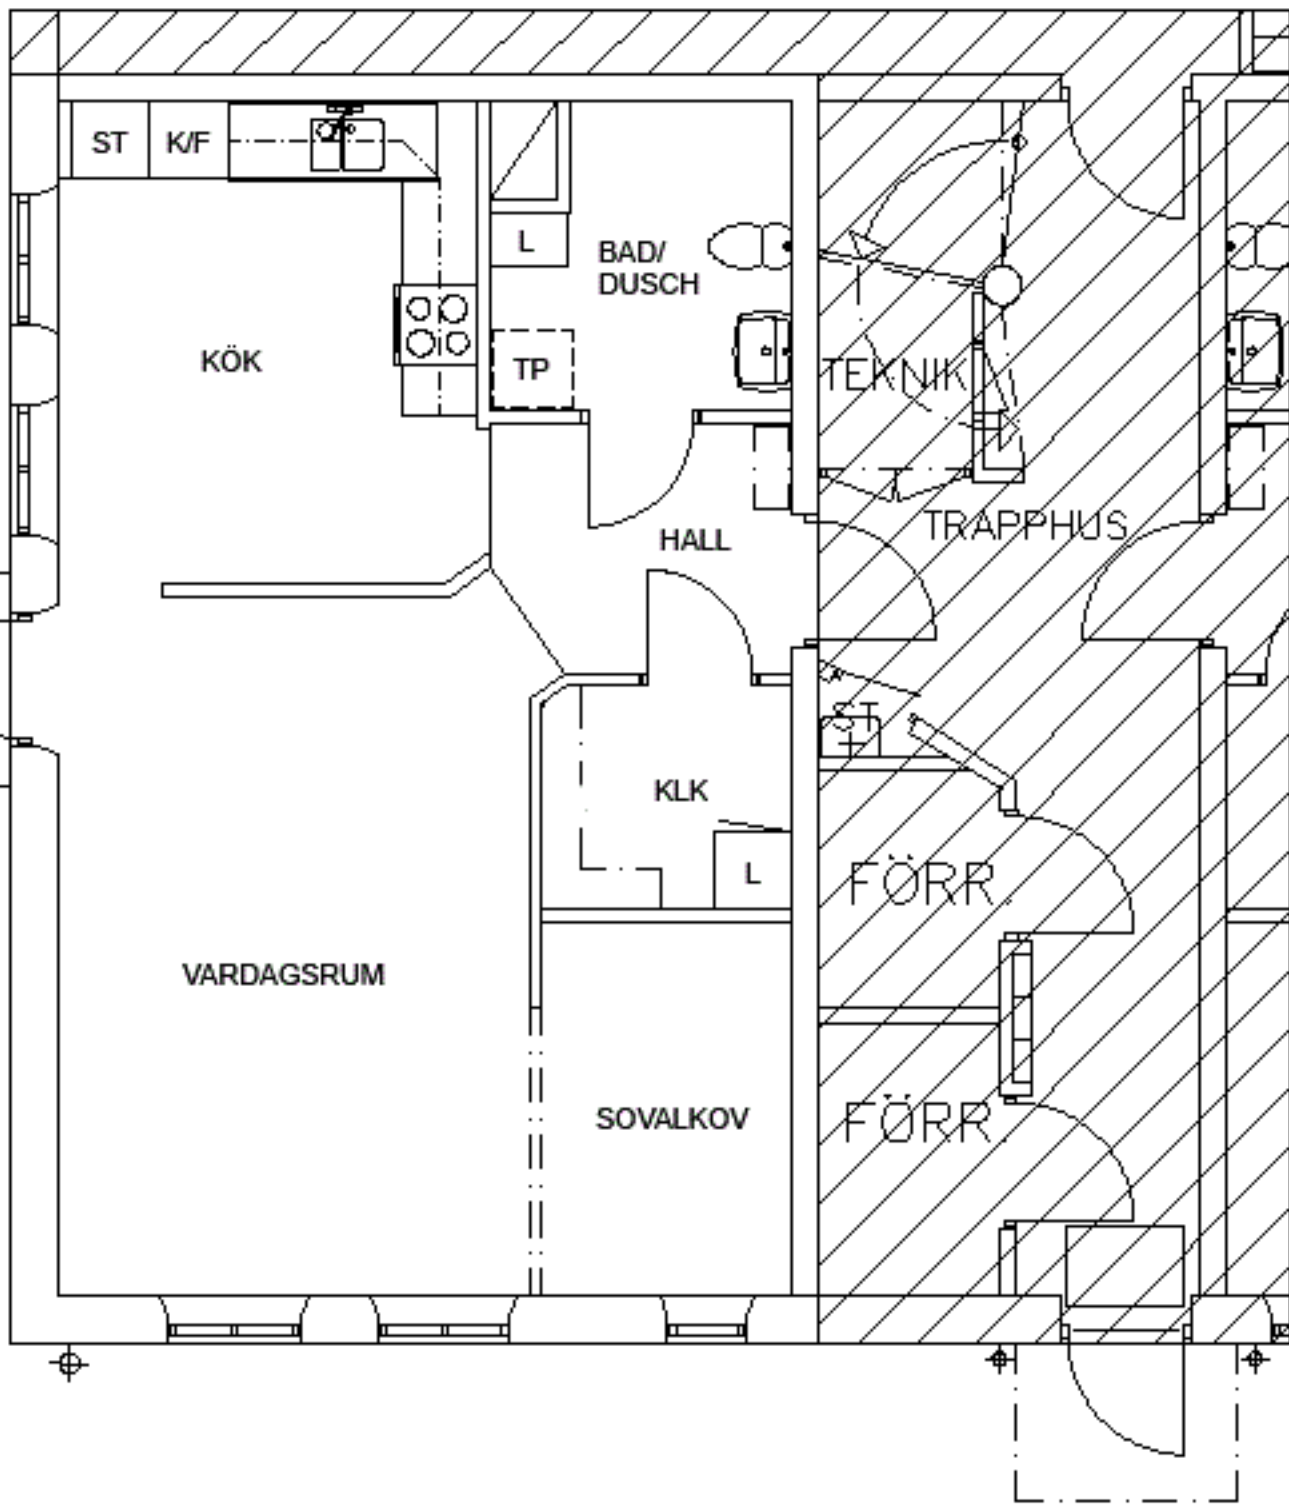 ST
K/F
L
BAD/
DUSCH
KÖK
TP
TEKNIK
HALL
TRAPPHUS
ST
KLK
L
FÖRR.
VARDAGSRUM
SOVALKOV
FÖRR.